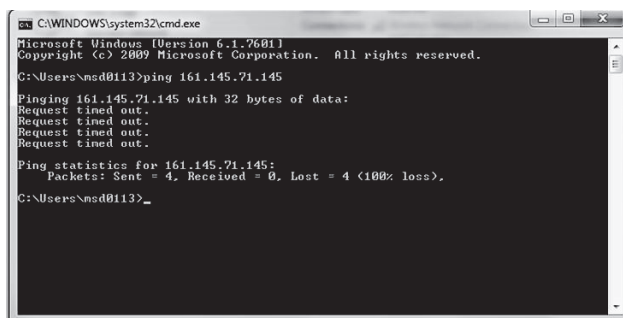 C:\WINDOWS\system32\cmd.exe
Microsoft Windows [Version 6.1.7601]
Copyright (c) 2009 Microsoft Corporation.  All rights reserved.
C:\Users\msd0113>ping 161.145.71.145
Pinging 161.145.71.145 with 32 bytes of data:
Request timed out.
Request timed out.
Request timed out.
Request timed out.
Ping statistics for 161.145.71.145:
    Packets: Sent = 4, Received = 0, Lost = 4 (100% loss),
C:\Users\msd0113>_